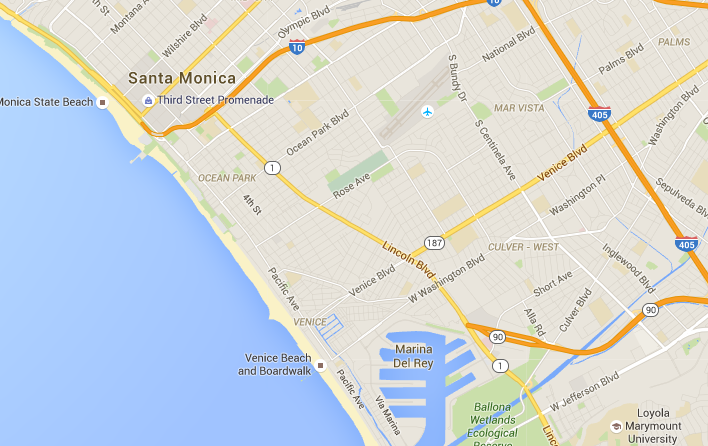 Montana A
Wilshire Blvd
Olympic Blvd
10
10
National Blvd
Palms Blvd
PALMS
S Bundy Dr
Santa Monica
Monica State Beach
Third Street Promenade
Ocean Park Blvd
MAR VISTA
405
Washington Blvd
S Centinela Ave
Venice Blvd
1
OCEAN PARK
4th St
Rose Ave
Washington Pl
Sepulveda Blv
187
Lincoln Blvd
CULVER - WEST
405
Inglewood Blvd
Pacific Ave
Venice Blvd
W Washington Blvd
Short Ave
Culver Blvd
Alla Rd
90
VENICE
90
Venice Beach
and Boardwalk
Marina
Del Rey
1
Pacific Ave
Via Marina
W Jefferson Blvd
Ballona
Wetlands
Ecological
Reserve
Lincol
Loyola
Marymount
University